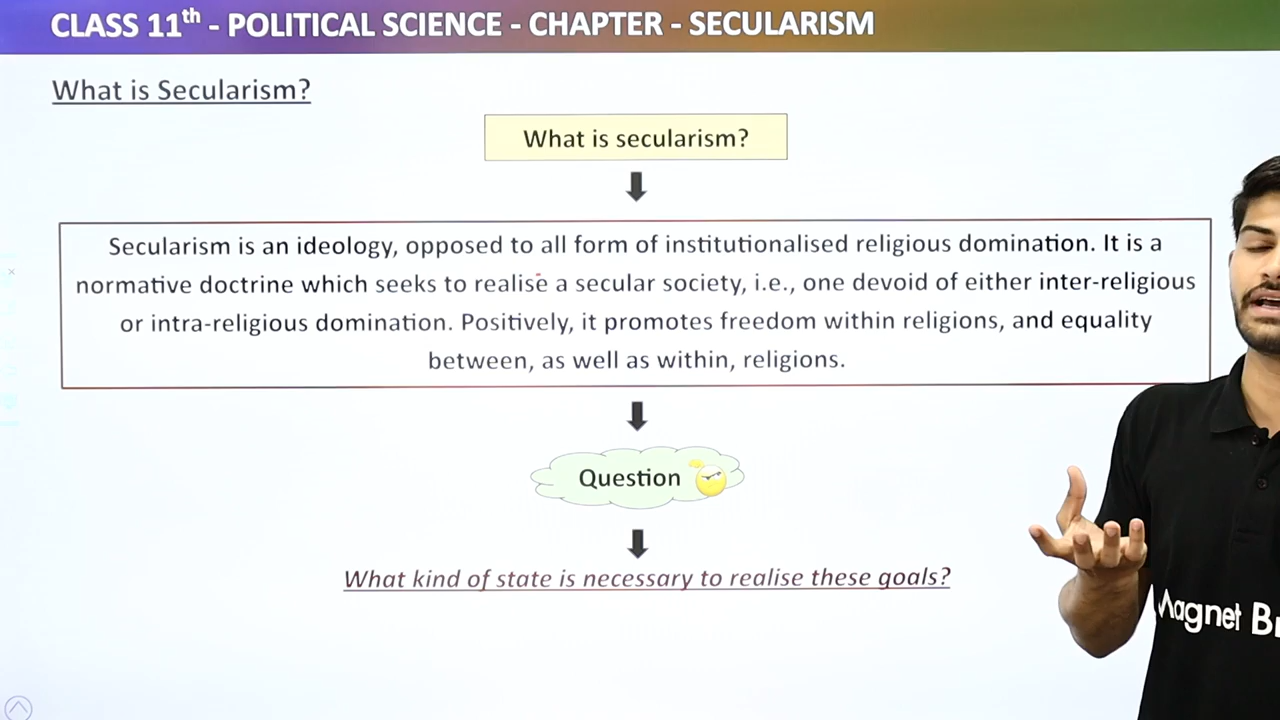 CLASS 11th - POLITICAL SCIENCE - CHAPTER - SECULARISM
What is Secularism?
What is secularism?
Secularism is an ideology, opposed to all form of institutionalised religious domination. It is a
normative doctrine which seeks to realise a secular society, i.e., one devoid of either inter-religious
or intra-religious domination. Positively, it promotes freedom within religions, and equality
between, as well as within, religions.
Question
What kind of state is necessary to realise these goals?
Magnet